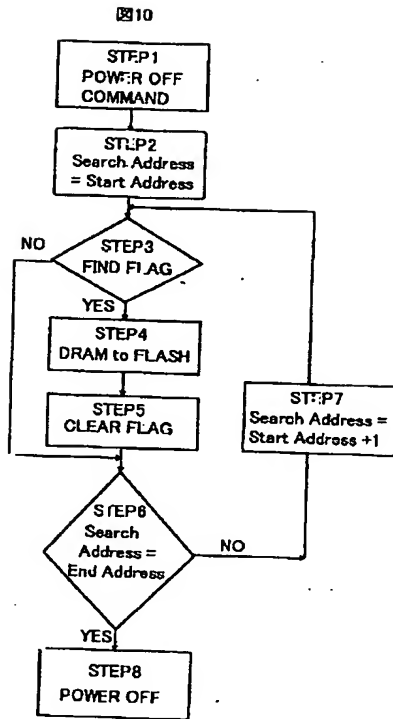 図10
STEP1
POWER OFF
COMMAND
STEP2
Search Address
= Start Address
NO
STEP3
FIND FLAG
YES
STEP4
DRAM to FLASH
STEP5
CLEAR FLAG
STEP7
Search Address =
Start Address +1
STEP6
Search
Address =
End Address
NO
YES
STEP8
POWER OFF